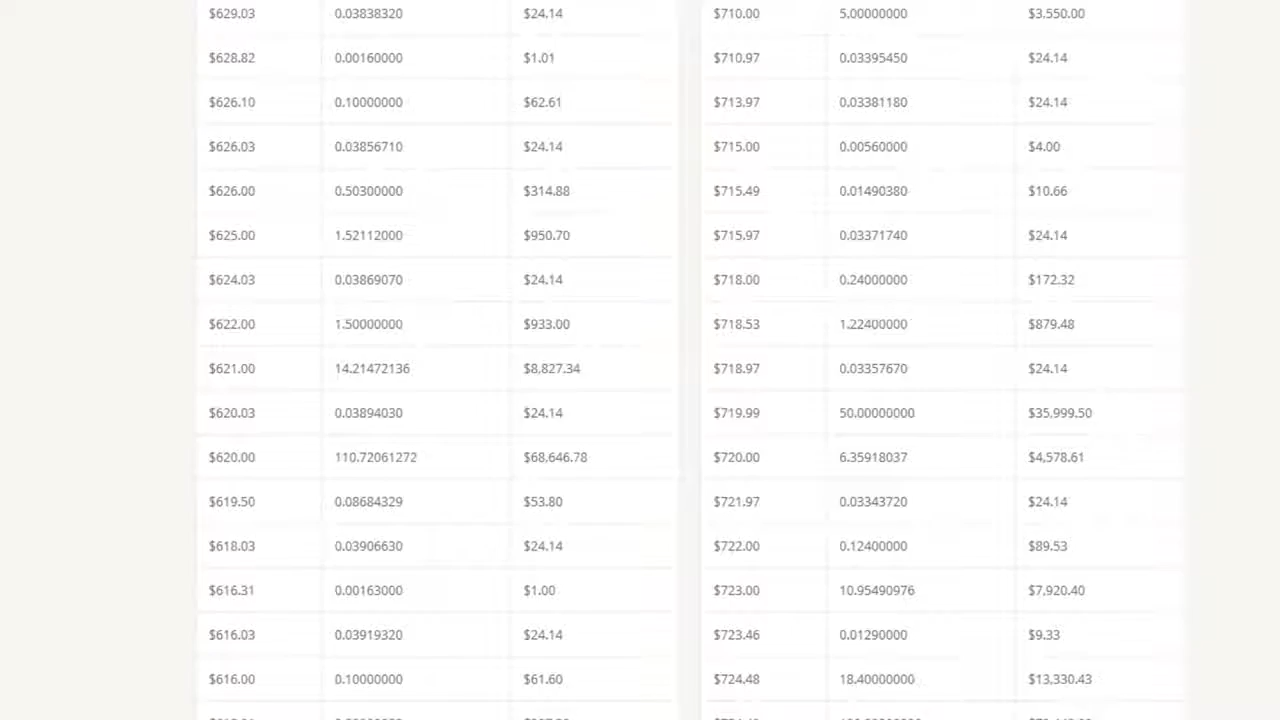 $629.03 0.03838320 $24.14 $710.00 5.00000000 $3,550.00
$628.82 0.00160000 $1.01 $710.97 0.03395450 $24.14
$626.10 0.10000000 $62.61 $713.97 0.03381180 $24.14
$626.03 0.03856710 $24.14 $715.00 0.00560000 $4.00
$626.00 0.50300000 $314.88 $715.49 0.01490380 $10.66
$625.00 1.52112000 $950.70 $715.97 0.03371740 $24.14
$624.03 0.03869070 $24.14 $718.00 0.24000000 $172.32
$622.00 1.50000000 $933.00 $718.53 1.22400000 $879.48
$621.00 14.21472136 $8,827.34 $718.97 0.03357670 $24.14
$620.03 0.03894030 $24.14 $719.99 50.00000000 $35,999.50
$620.00 110.72061272 $68,646.78 $720.00 6.35918037 $4,578.61
$619.50 0.08684329 $53.80 $721.97 0.03343720 $24.14
$618.03 0.03906630 $24.14 $722.00 0.12400000 $89.53
$616.31 0.00163000 $1.00 $723.00 10.95490976 $7,920.40
$616.03 0.03919320 $24.14 $723.46 0.01290000 $9.33
$616.00 0.10000000 $61.60 $724.48 18.40000000 $13,330.43